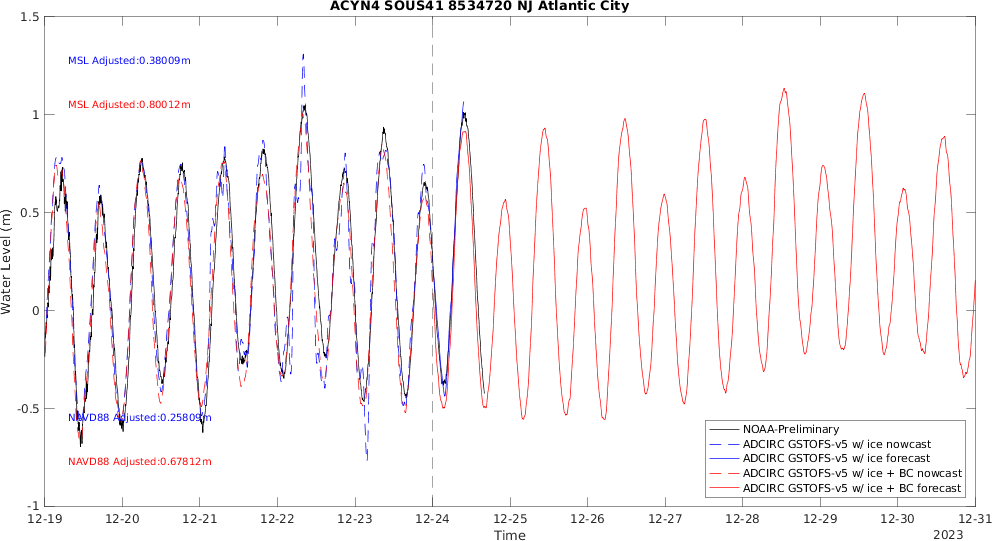 ACYN4 SOUS41 8534720 NJ Atlantic City
Water Level (m)
1.5
1
0.5
0
-0.5
-1
MSL Adjusted:0.38009m
MSL Adjusted:0.80012m
NAVD88 Adjusted:0.25809m
NAVD88 Adjusted:0.67812m
NOAA-Preliminary
ADCIRC GSTOFS-v5 w/ ice nowcast
ADCIRC GSTOFS-v5 w/ ice forecast
ADCIRC GSTOFS-v5 w/ ice + BC nowcast
ADCIRC GSTOFS-v5 w/ ice + BC forecast
12-19 12-20 12-21 12-22 12-23 12-24 12-25 12-26 12-27 12-28 12-29 12-30 12-31
Time
2023